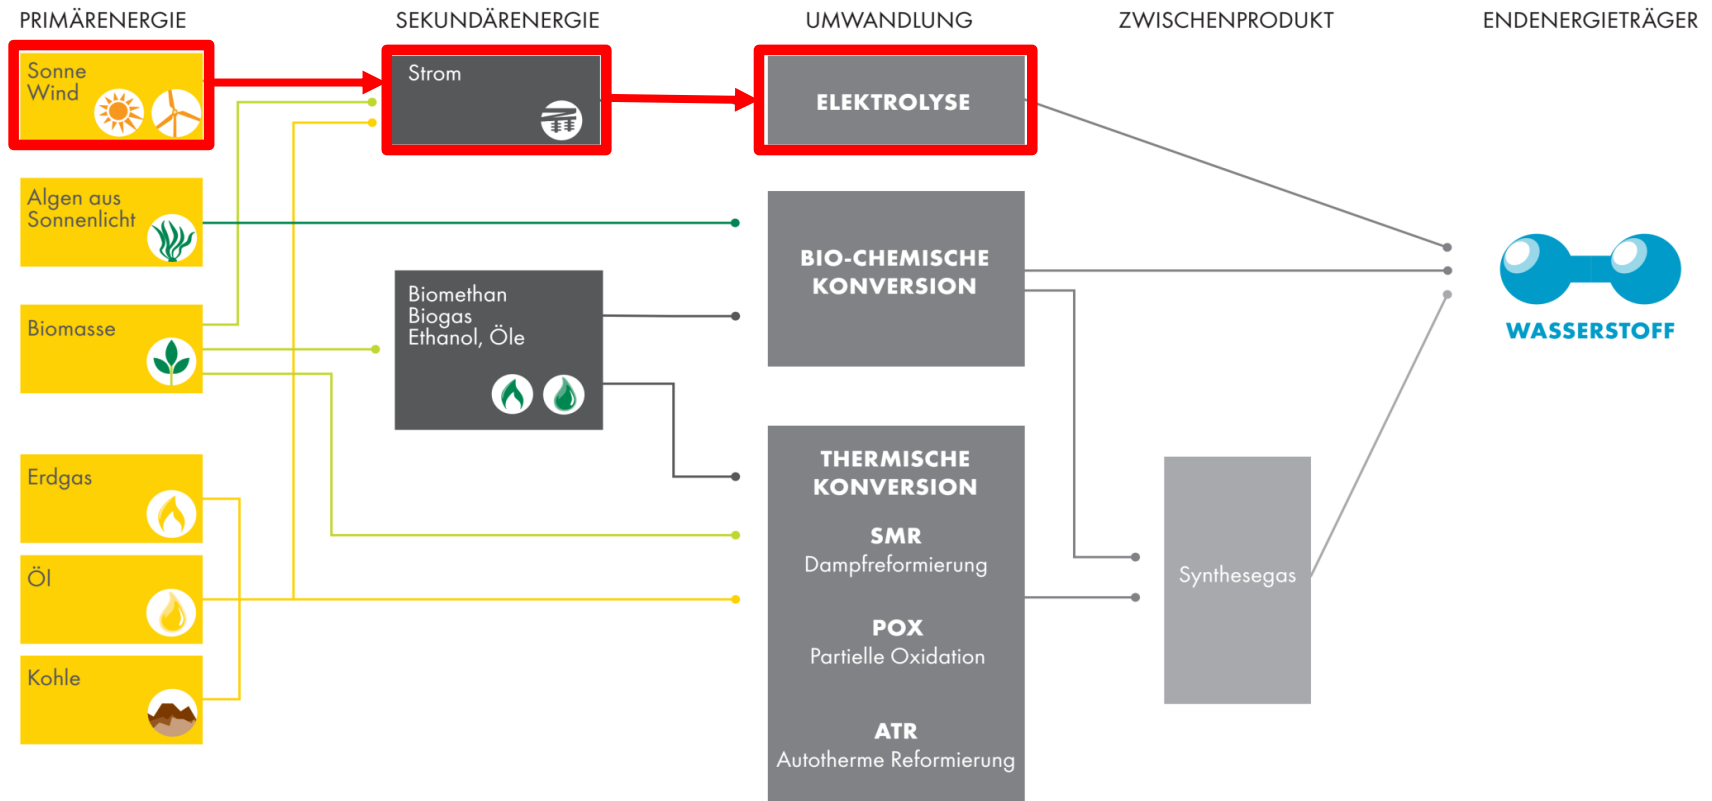 PRIMÄRENERGIE
SEKUNDÄRENERGIE
UMWANDLUNG
ZWISCHENPRODUKT
ENDENERGIETRÄGER
Sonne
Wind
Strom
ELEKTROLYSE
Algen aus
Sonnenlicht
Biomasse
Biomethan
Biogas
Ethanol, Öle
BIO-CHEMISCHE
KONVERSION
WASSERSTOFF
Erdgas
Öl
Kohle
THERMISCHE
KONVERSION
SMR
Dampfreformierung
POX
Partielle Oxidation
ATR
Autotherme Reformierung
Synthesegas